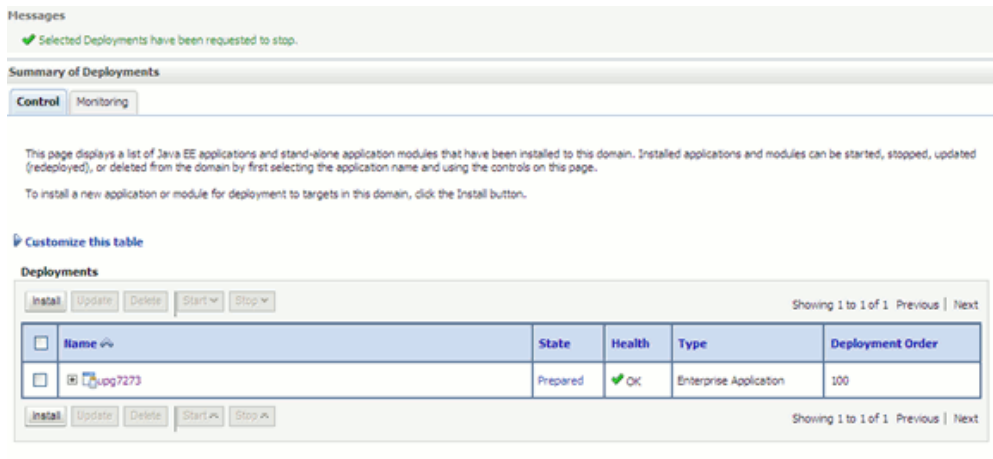 Messages
Selected Deployments have been requested to stop.
Summary of Deployments
Control Monitoring
This page displays a list of Java EE applications and stand-alone application modules that have been installed to this domain. Installed applications and modules can be started, stopped, updated
(redeployed), or deleted from the domain by first selecting the application name and using the controls on this page.
To install a new application or module for deployment to targets in this domain, click the Install button.
Customize this table
Deployments
Install Update Delete Start Stop Showing 1 to 1 of 1 Previous | Next
Name State Health Type Deployment Order
upg7273 Prepared OK Enterprise Application 100
Install Update Delete Start Stop Showing 1 to 1 of 1 Previous | Next